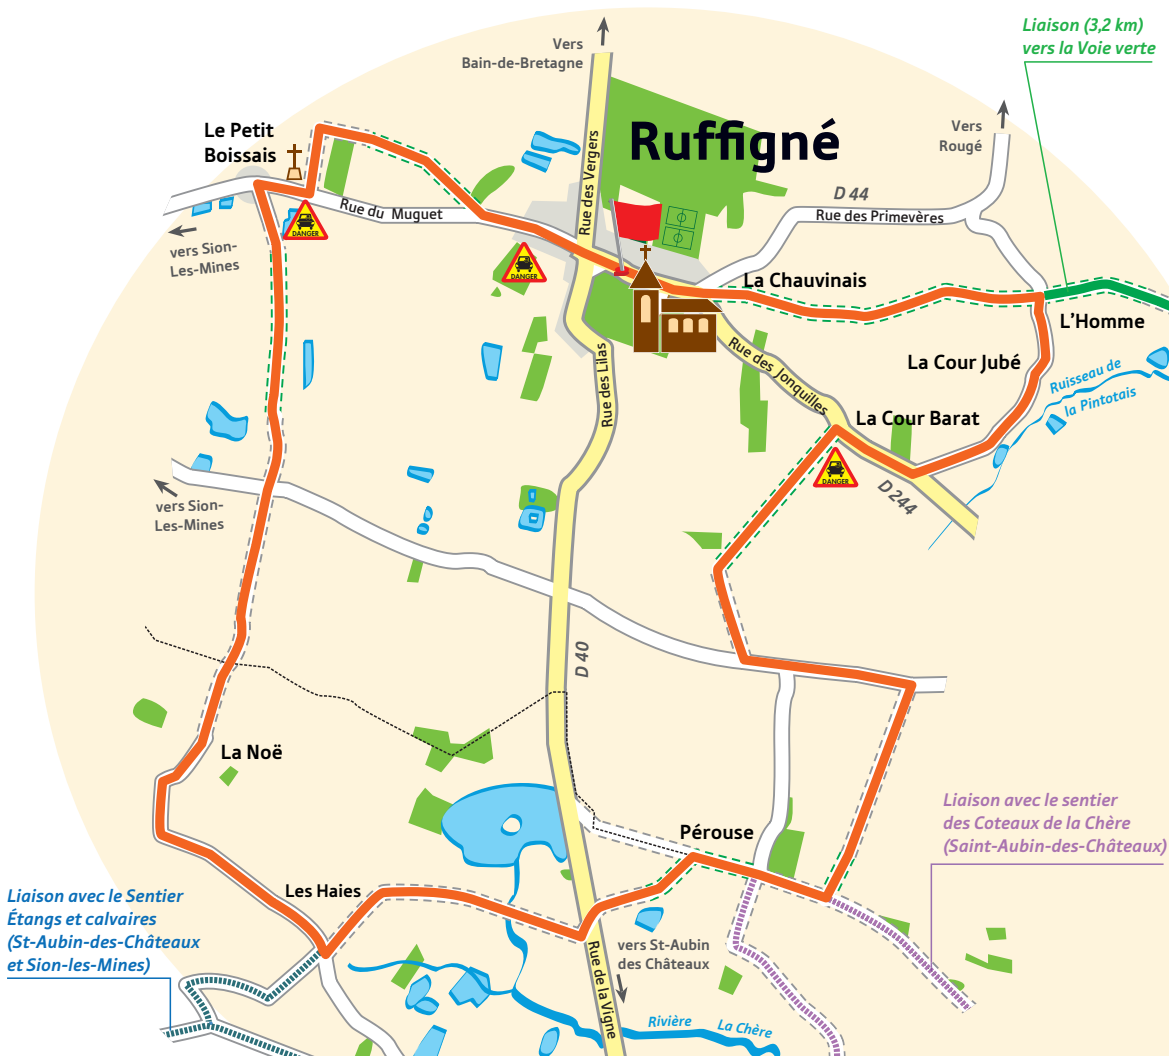 Liaison (3,2 km)
vers la Voie verte
Vers
Bain-de-Bretagne
Ruffigné
Vers
Rougé
Le Petit
Boissais
Rue des Vergers
D 44
Rue des Primevères
Rue du Muguet
DANGER
vers Sion-
Les-Mines
DANGER
La Chauvinais
L'Homme
Rue des Jonquilles
La Cour Jubé
Ruisseau de
la Pintotais
Rue des Lilas
La Cour Barat
DANGER
D 244
vers Sion-
Les-Mines
D 40
La Noë
Liaison avec le sentier
des Coteaux de la Chère
(Saint-Aubin-des-Châteaux)
Pérouse
Les Haies
Liaison avec le Sentier
Étangs et calvaires
(St-Aubin-des-Châteaux
et Sion-les-Mines)
Rue de la Vigne
vers St-Aubin
des Châteaux
Rivière La Chère